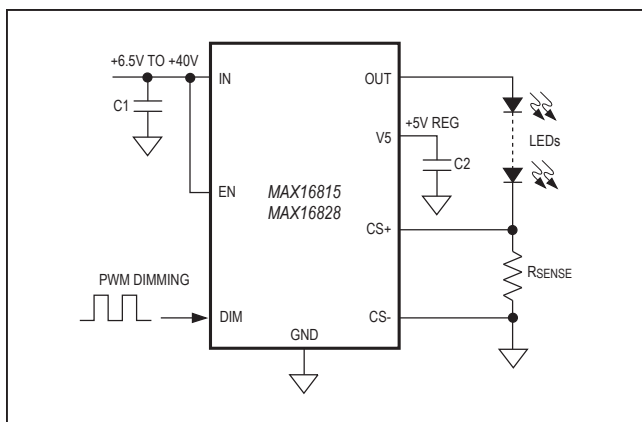 +6.5V TO +40V
C1
IN
EN
PWM DIMMING
DIM
MAX16815
MAX16828
GND
OUT
V5
+5V REG
C2
CS+
CS-
LEDs
RSENSE